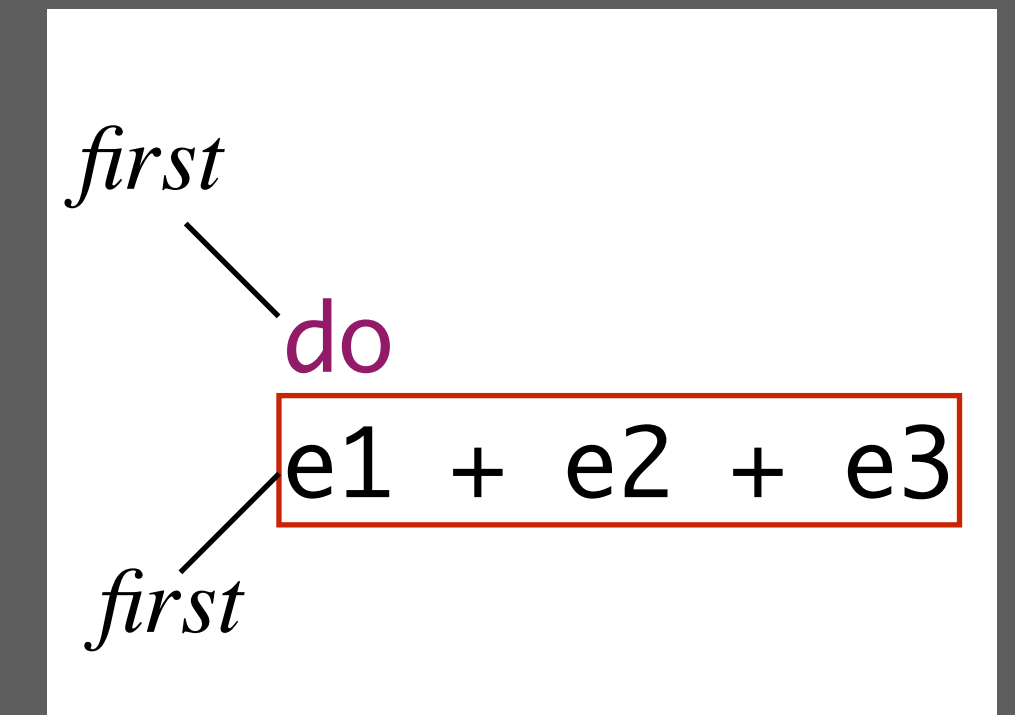 first
do
e1 + e2 + e3
first